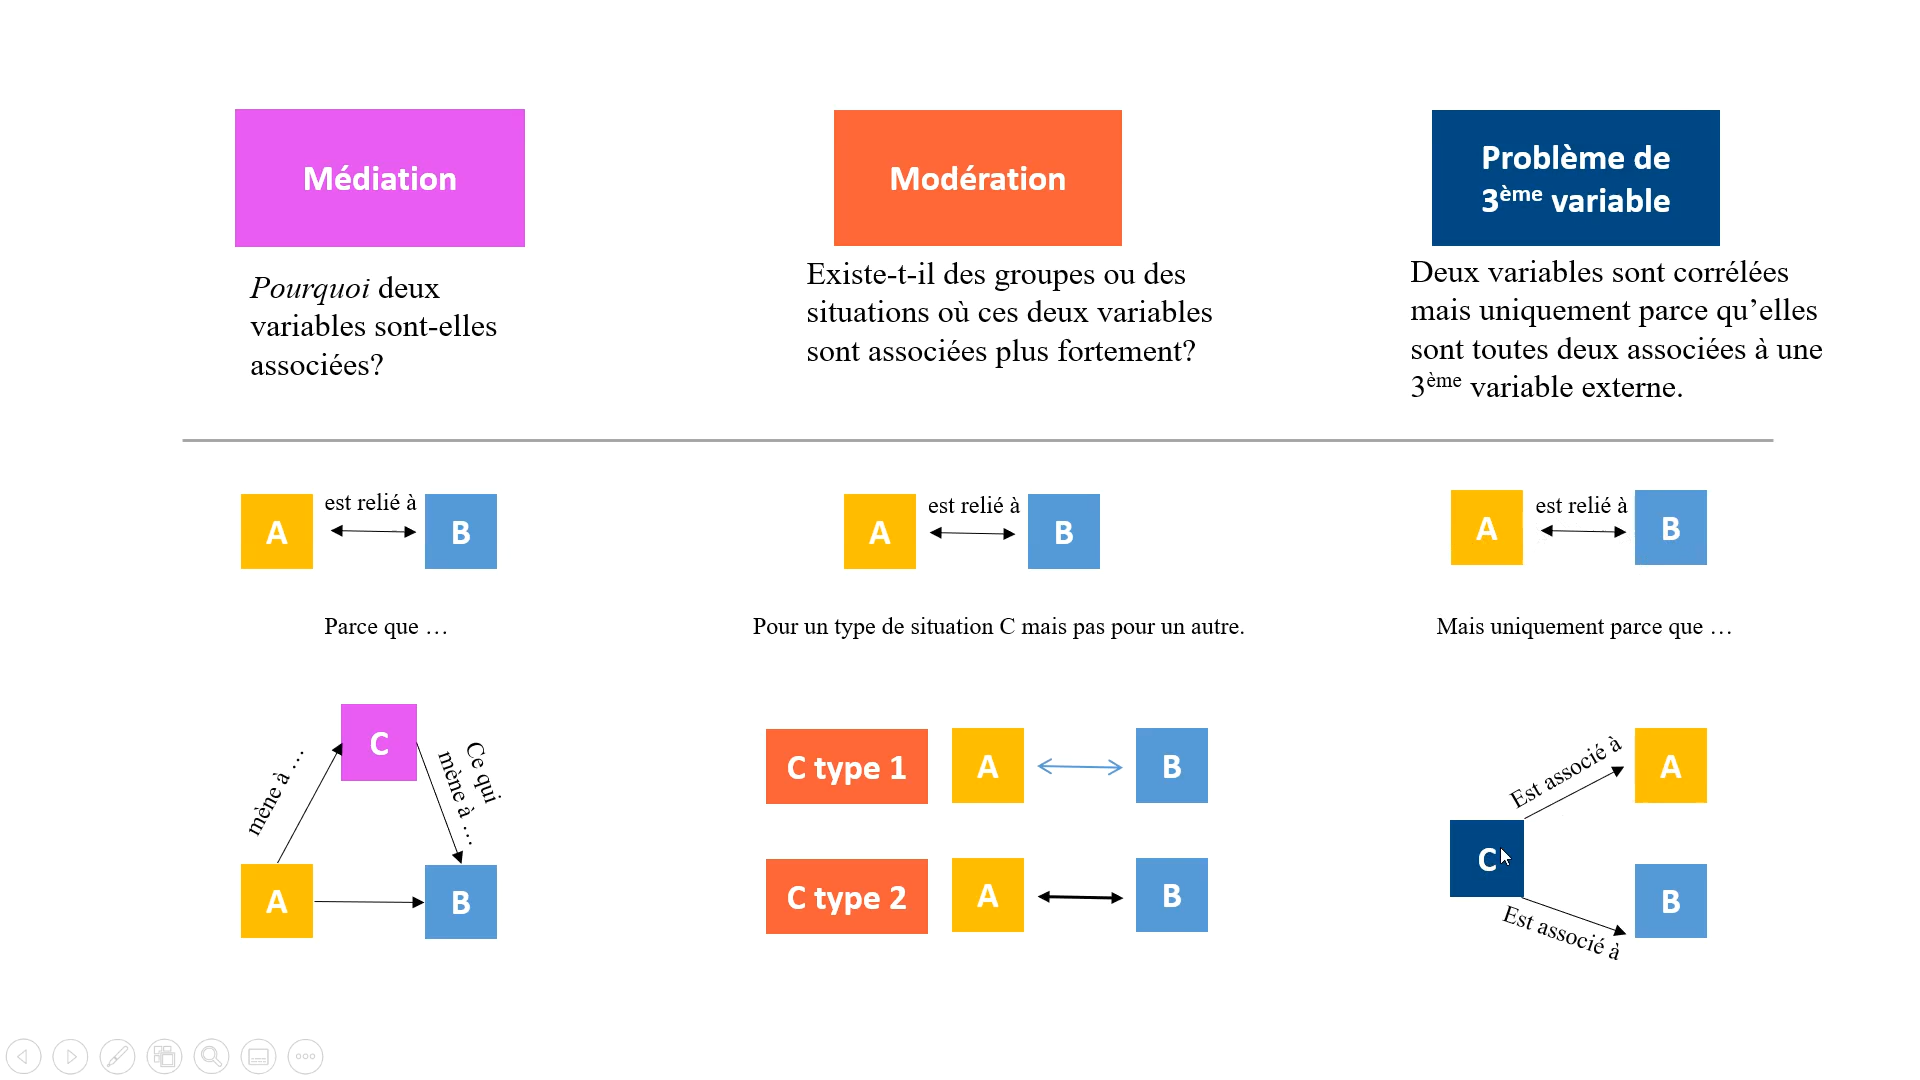 Médiation
Pourquoi deux
variables sont-elles
associées?
A
est relié à
B
Parce que …
C
mène à …
Ce qui
mène à …
A
B
Modération
Existe-t-il des groupes ou des
situations où ces deux variables
sont associées plus fortement?
A
est relié à
B
Pour un type de situation C mais pas pour un autre.
C type 1
A
B
C type 2
A
B
Problème de
3ème variable
Deux variables sont corrélées
mais uniquement parce qu’elles
sont toutes deux associées à une
3ème variable externe.
A
est relié à
B
Mais uniquement parce que …
Est associé à
A
C
Est associé à
B